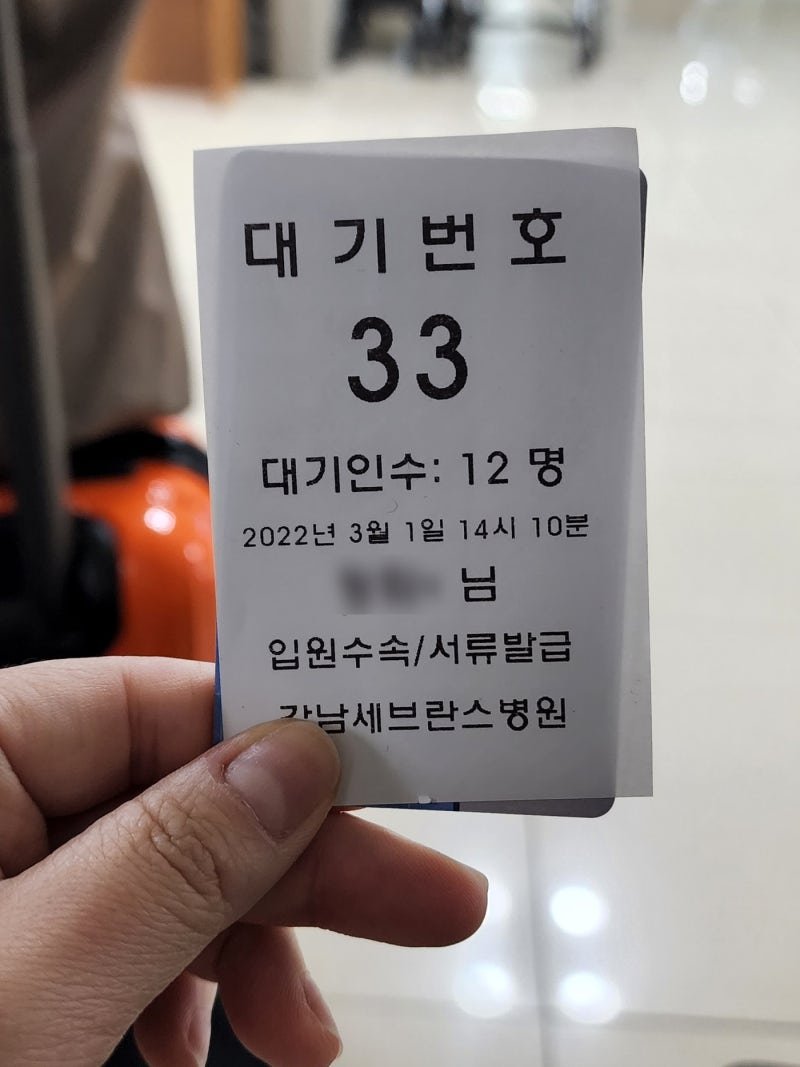 대기번호
33
대기인수: 12 명
2022년 3월 1일 14시 10분
님
입원수속/서류발급
강남세브란스병원